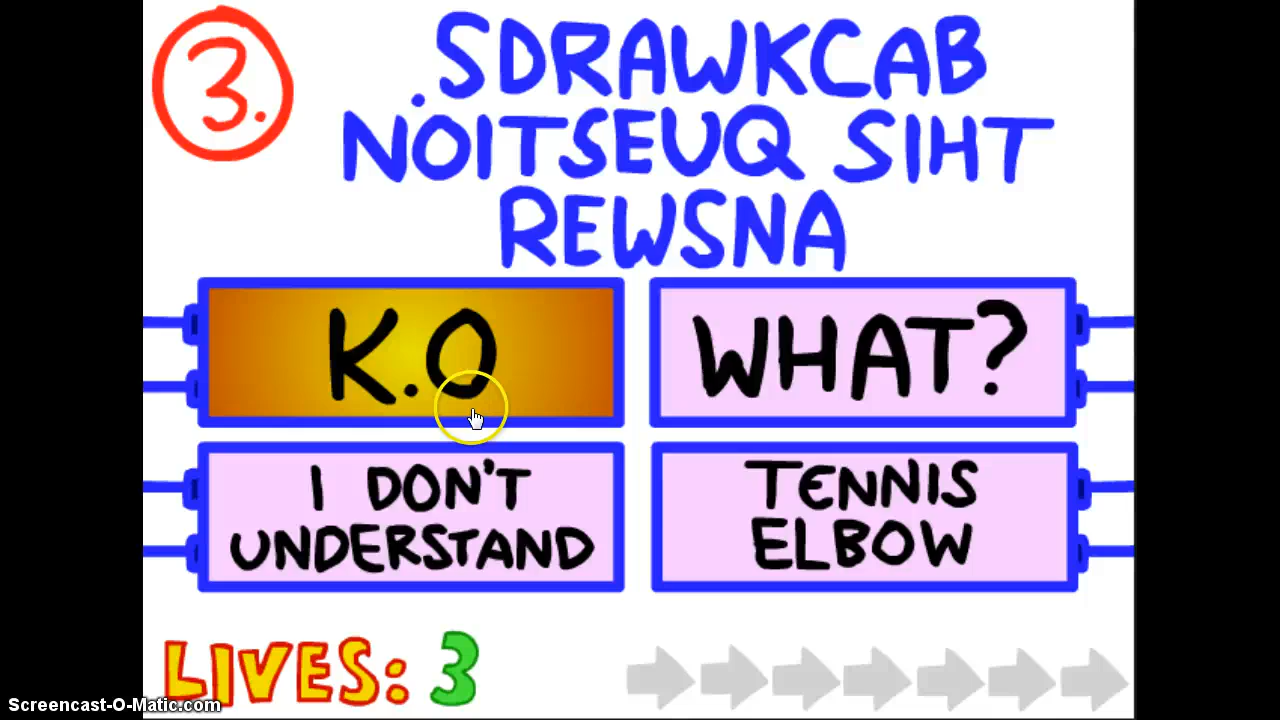 3.
.SDRAWKCAB
NOITSEUQ SIHT
REWSNA
K.O
WHAT?
I DON'T
UNDERSTAND
TENNIS
ELBOW
LIVES: 3
Screencast-O-Matic.com